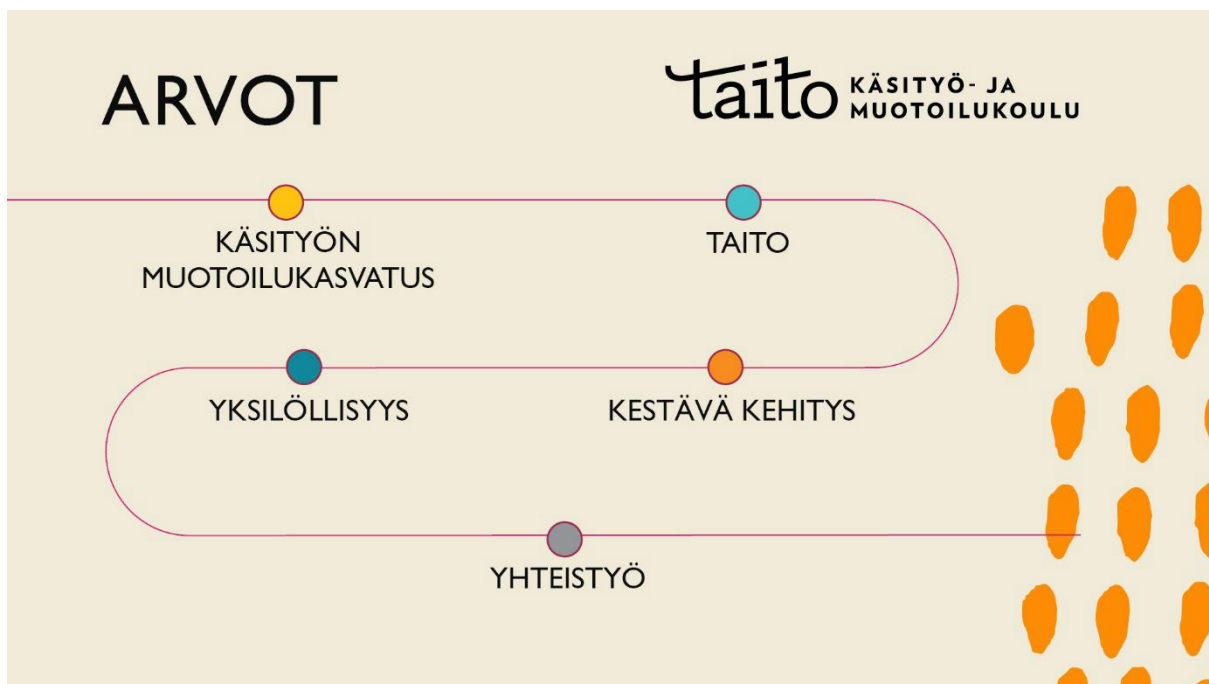 ARVOT
taito KÄSITYÖ- JA
MUOTOILUKOULU
KÄSITYÖN
MUOTOILUKASVATUS
TAITO
YKSILÖLLISYYS
KESTÄVÄ KEHITYS
YHTEISTYÖ